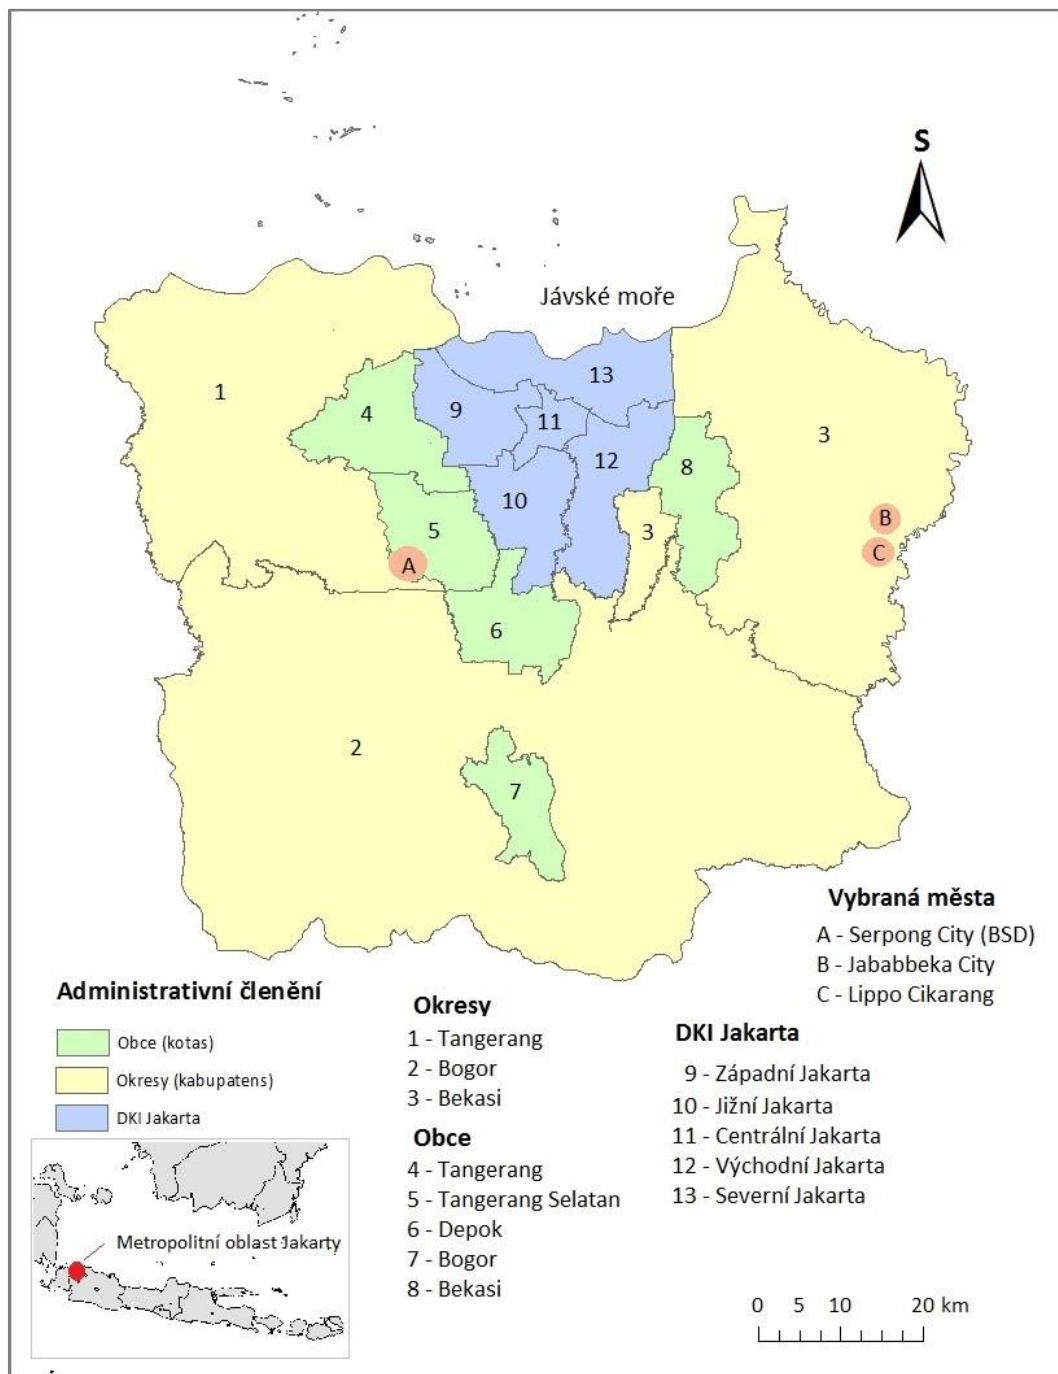 S
Jávské moře
1
13
4
9
11
3
12
8
10
5
3
B
C
A
6
2
7
Vybraná města
A - Serpong City (BSD)
B - Jababbeka City
C - Lippo Cikarang
Administrativní členění
Obce (kotas)
Okresy (kabupatens)
DKI Jakarta
Okresy
1 - Tangerang
2 - Bogor
3 - Bekasi
Obce
4 - Tangerang
5 - Tangerang Selatan
6 - Depok
7 - Bogor
8 - Bekasi
DKI Jakarta
9 - Západní Jakarta
10 - Jižní Jakarta
11 - Centrální Jakarta
12 - Východní Jakarta
13 - Severní Jakarta
Metropolitní oblast Jakarty
0 5 10 20 km